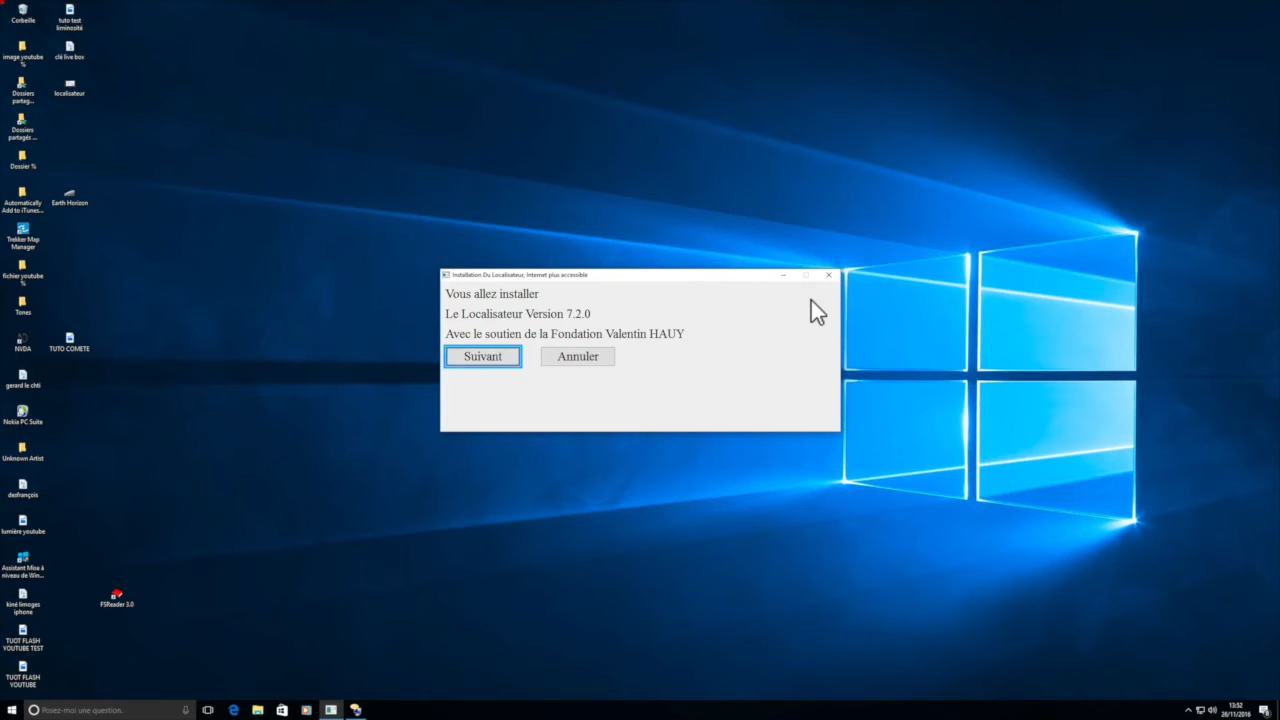 Corbeille
tuto test
liminosité
image youtube
%
clé live box
Dossiers
partag...
localisateur
Dossiers
partagés ...
Dossier %
Automatically
Add to iTunes...
Earth Horizon
Trekker Map
Manager
fichier youtube
%
Tones
NVDA
TUTO COMETE
gerard le chti
Nokia PC Suite
Unknown Artist
desfrançois
lumière youtube
Assistant Mise à
niveau de Win...
kiné limoges
iphone
FSReader 3.0
TUOT FLASH
YOUTUBE TEST
TUOT FLASH
YOUTUBE
Installation Du Localisateur, Internet plus accessible
Vous allez installer
Le Localisateur Version 7.2.0
Avec le soutien de la Fondation Valentin HAUY
Suivant
Annuler
Posez-moi une question.
13:52
26/11/2016